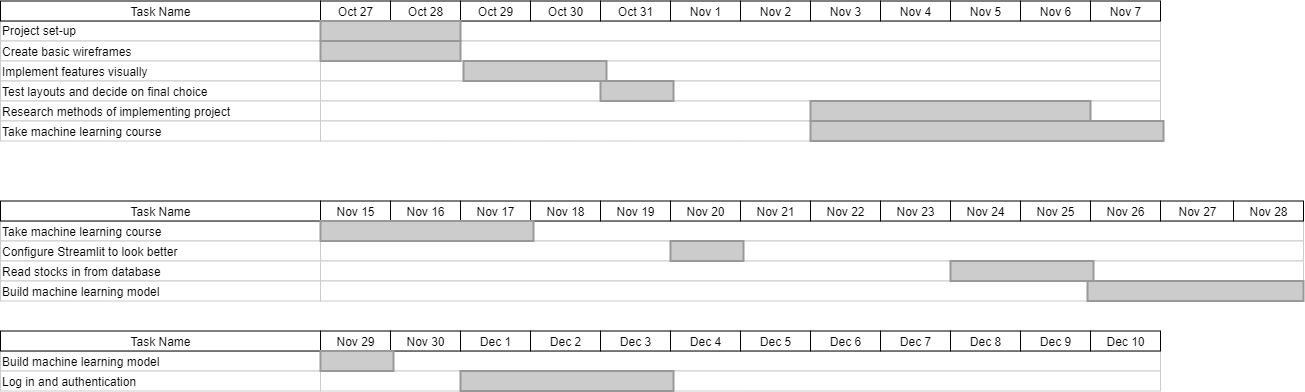 Task Name Oct 27 Oct 28 Oct 29 Oct 30 Oct 31 Nov 1 Nov 2 Nov 3 Nov 4 Nov 5 Nov 6 Nov 7
Project set-up
Create basic wireframes
Implement features visually
Test layouts and decide on final choice
Research methods of implementing project
Take machine learning course
Task Name Nov 15 Nov 16 Nov 17 Nov 18 Nov 19 Nov 20 Nov 21 Nov 22 Nov 23 Nov 24 Nov 25 Nov 26 Nov 27 Nov 28
Take machine learning course
Configure Streamlit to look better
Read stocks in from database
Build machine learning model
Task Name Nov 29 Nov 30 Dec 1 Dec 2 Dec 3 Dec 4 Dec 5 Dec 6 Dec 7 Dec 8 Dec 9 Dec 10
Build machine learning model
Log in and authentication